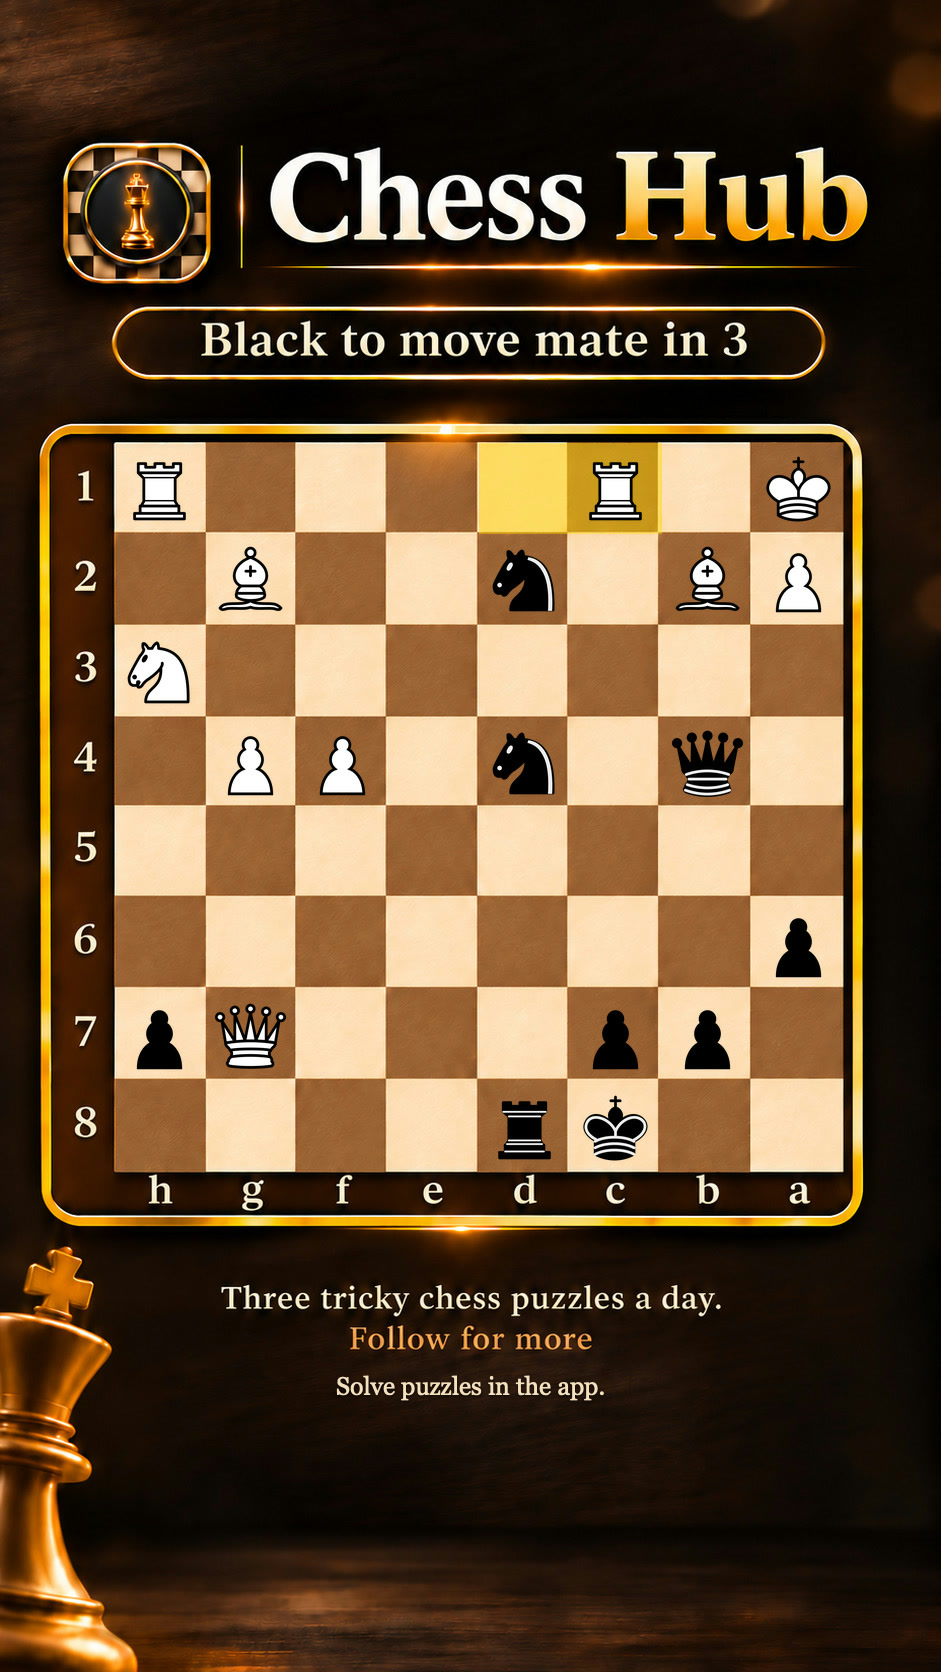 Chess Hub
Black to move mate in 3
1
2
3
4
5
6
7
8
h g f e d c b a
Three tricky chess puzzles a day.
Follow for more
Solve puzzles in the app.